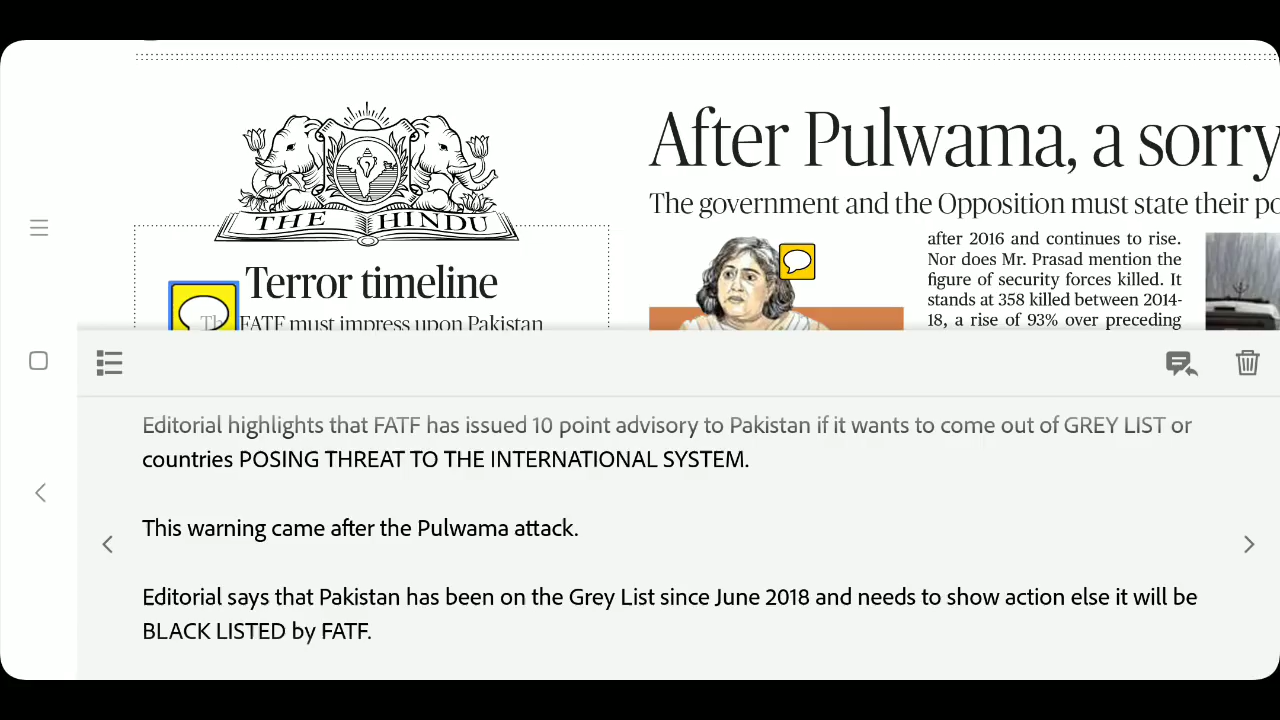 THE HINDU
Terror timeline
The FATF must impress upon Pakistan
After Pulwama, a sorry
The government and the Opposition must state their po
after 2016 and continues to rise.
Nor does Mr. Prasad mention the
figure of security forces killed. It
stands at 358 killed between 2014-
18, a rise of 93% over preceding
Editorial highlights that FATF has issued 10 point advisory to Pakistan if it wants to come out of GREY LIST or
countries POSING THREAT TO THE INTERNATIONAL SYSTEM.
This warning came after the Pulwama attack.
Editorial says that Pakistan has been on the Grey List since June 2018 and needs to show action else it will be
BLACK LISTED by FATF.